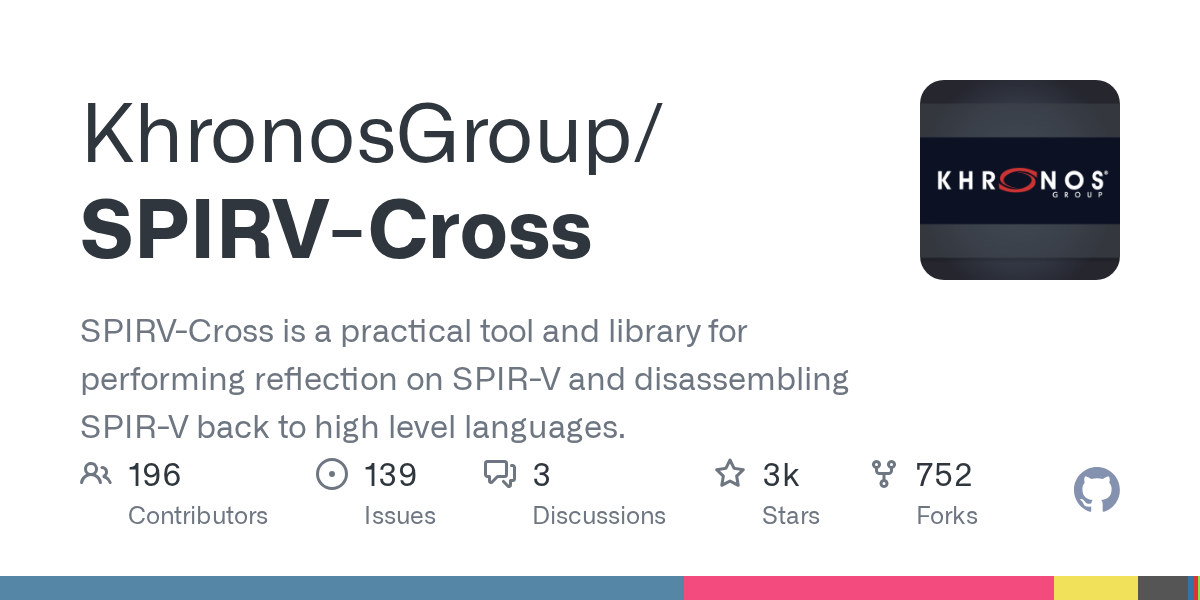 KhronosGroup/
SPIRV-Cross
KHRONOS®
GROUP
SPIRV-Cross is a practical tool and library for
performing reflection on SPIR-V and disassembling
SPIR-V back to high level languages.
196
Contributors
139
Issues
3
Discussions
3k
Stars
752
Forks